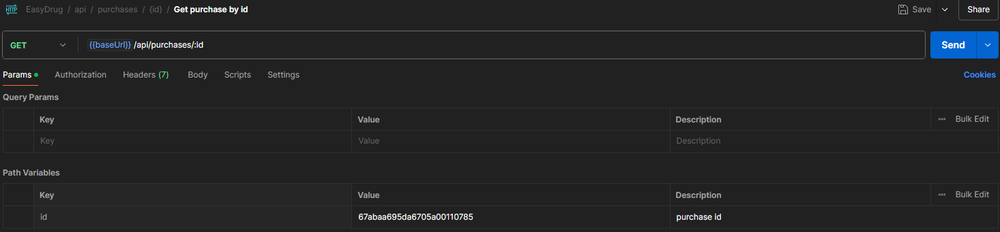 HTTP EasyDrug / api / purchases / {id} / Get purchase by id Save Share
GET {{baseUrl}} /api/purchases/:id Send
Params Authorization Headers (7) Body Scripts Settings Cookies
Query Params
Key Value Description Bulk Edit
Key Value Description
Path Variables
Key Value Description Bulk Edit
id 67abaa695da6705a00110785 purchase id